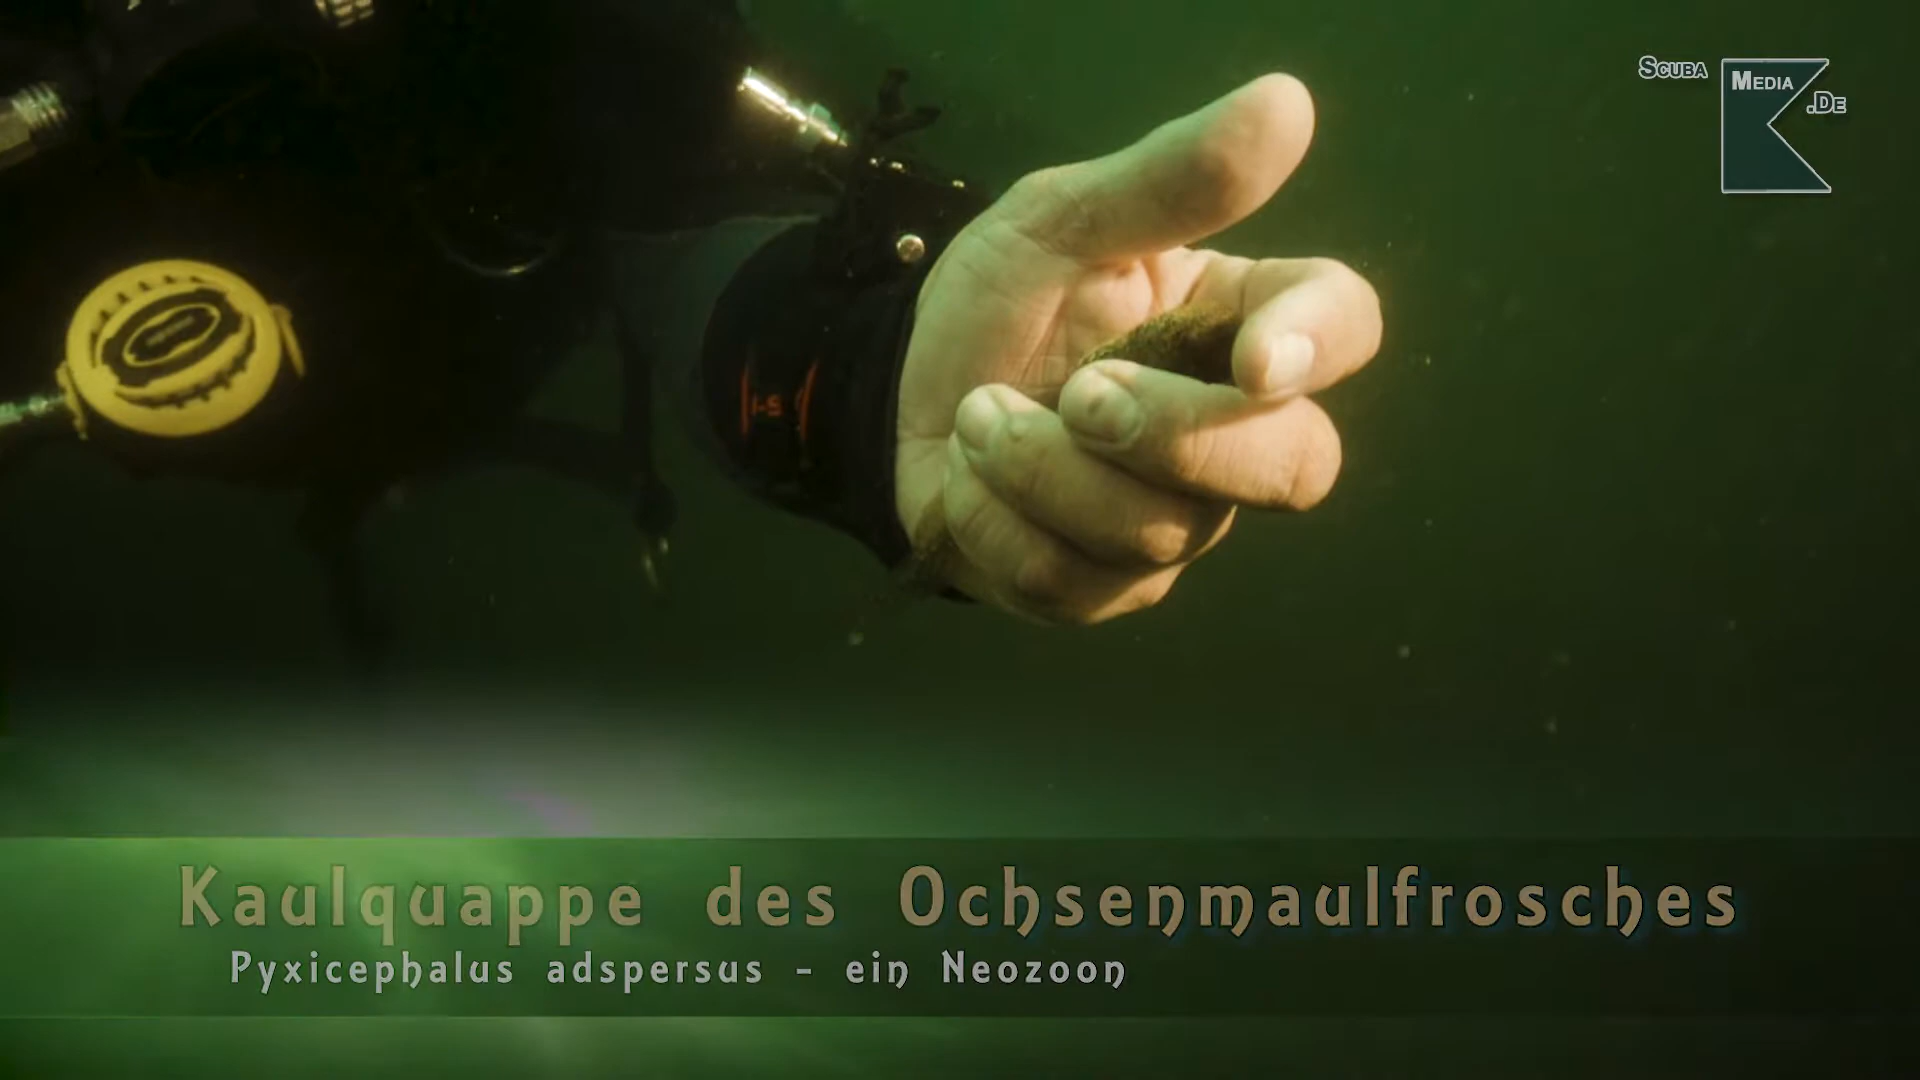 Scuba
Media
.De
Kaulquappe des Ochsenmaulfrosches
Pyxicephalus adspersus - ein Neozoon